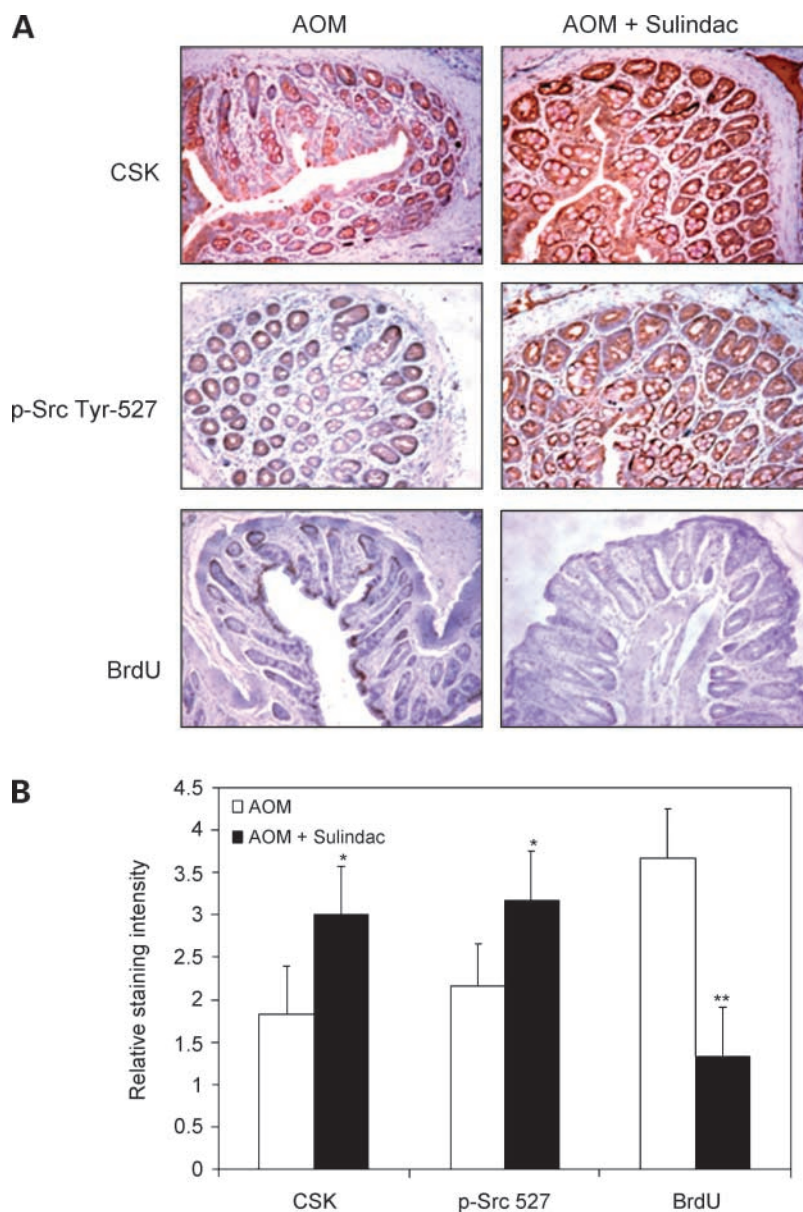 A
AOM
AOM + Sulindac
CSK
p-Src Tyr-527
BrdU
B
4.5
4
3.5
3
2.5
2
1.5
1
0.5
0
Relative staining intensity
AOM
AOM + Sulindac
*
*
**
CSK
p-Src 527
BrdU